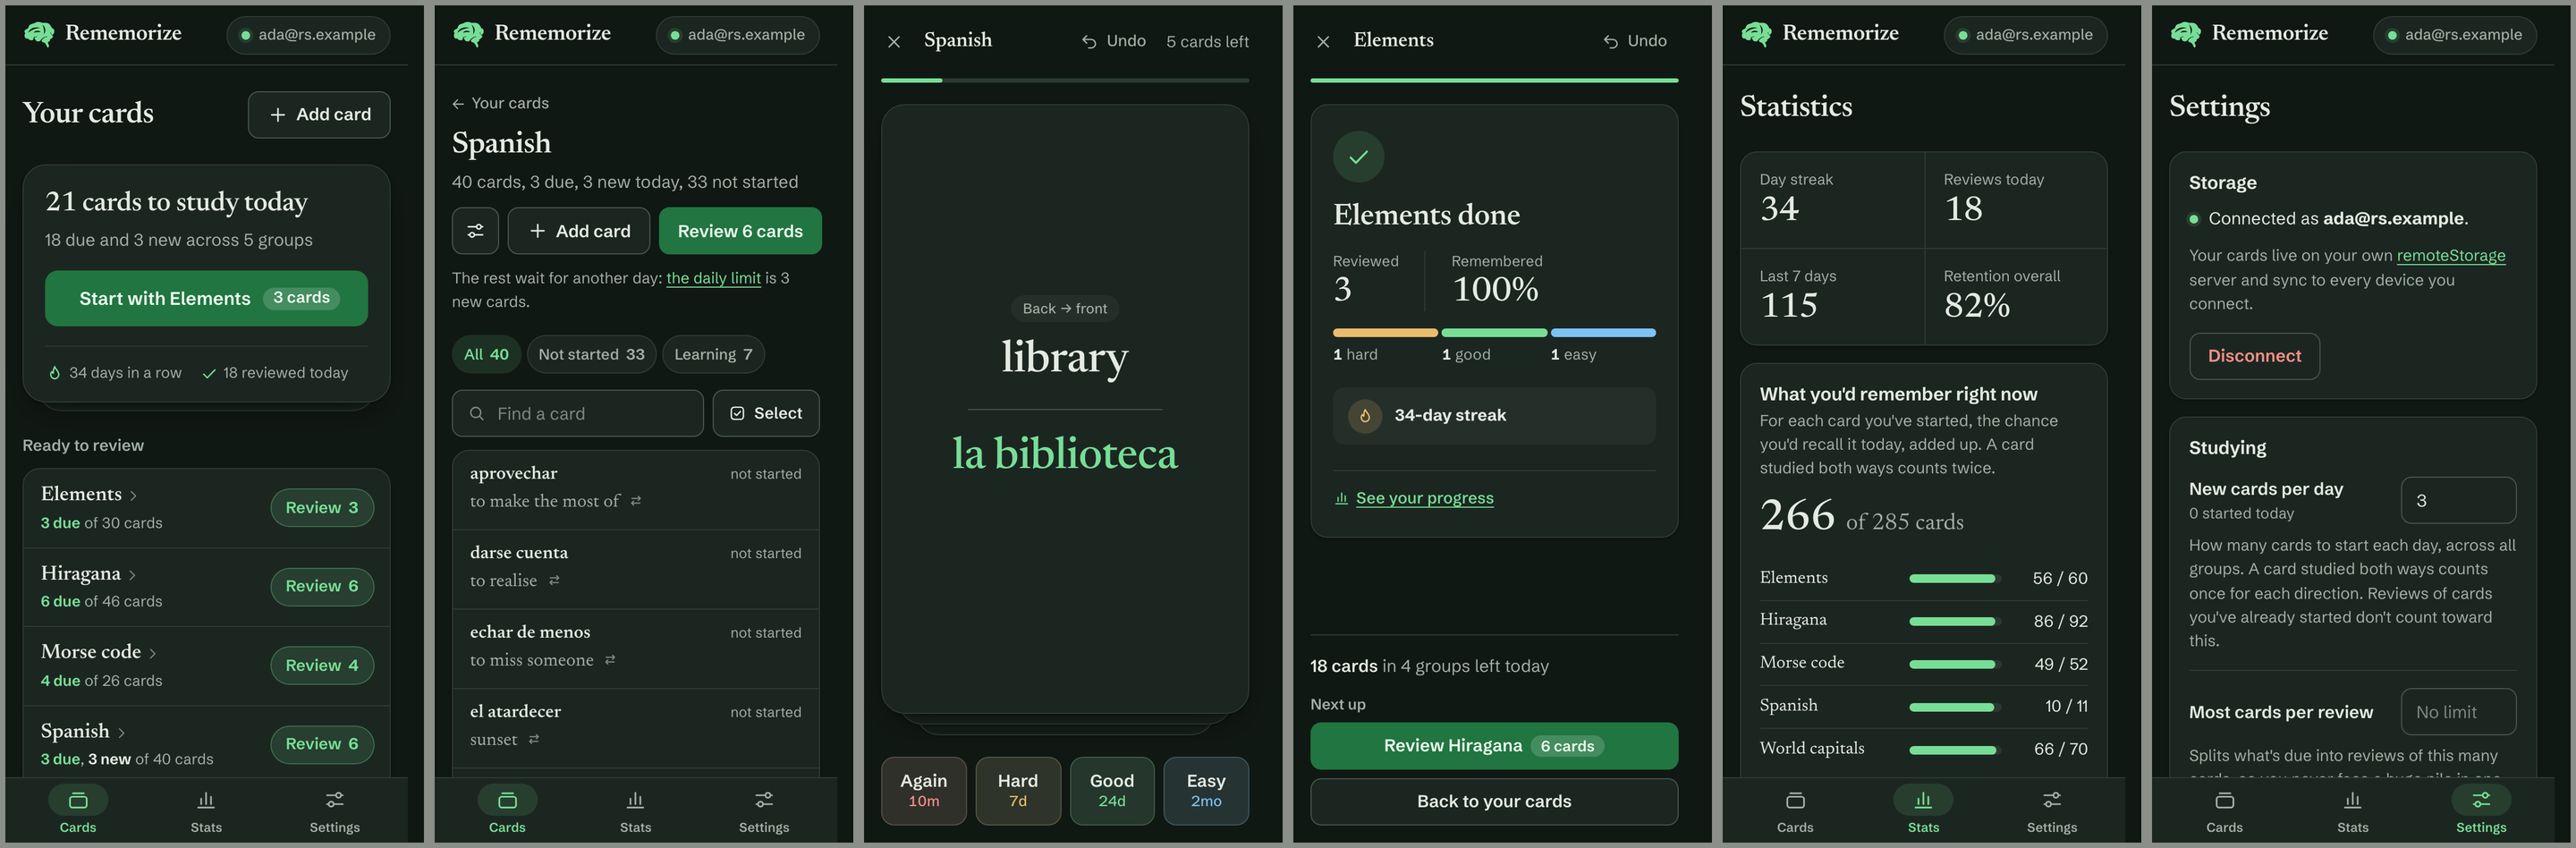 Rememorize
ada@rs.example
Your cards
Add card
21 cards to study today
18 due and 3 new across 5 groups
Start with Elements 3 cards
34 days in a row 18 reviewed today
Ready to review
Elements
3 due of 30 cards
Review 3
Hiragana
6 due of 46 cards
Review 6
Morse code
4 due of 26 cards
Review 4
Spanish
3 due, 3 new of 40 cards
Review 6
Cards Stats Settings
Rememorize
ada@rs.example
← Your cards
Spanish
40 cards, 3 due, 3 new today, 33 not started
Add card
Review 6 cards
The rest wait for another day: the daily limit is 3
new cards.
All 40 Not started 33 Learning 7
Find a card
Select
aprovechar not started
to make the most of
darse cuenta not started
to realise
echar de menos not started
to miss someone
el atardecer not started
sunset
Cards Stats Settings
Spanish
Undo
5 cards left
Back → front
library
la biblioteca
Again Hard Good Easy
10m 7d 24d 2mo
Elements
Undo
Elements done
Reviewed Remembered
3 100%
1 hard 1 good 1 easy
34-day streak
See your progress
18 cards in 4 groups left today
Next up
Review Hiragana 6 cards
Back to your cards
Rememorize
ada@rs.example
Statistics
Day streak Reviews today
34 18
Last 7 days Retention overall
115 82%
What you'd remember right now
For each card you've started, the chance
you'd recall it today, added up. A card
studied both ways counts twice.
266 of 285 cards
Elements 56 / 60
Hiragana 86 / 92
Morse code 49 / 52
Spanish 10 / 11
World capitals 66 / 70
Cards Stats Settings
Rememorize
ada@rs.example
Settings
Storage
Connected as ada@rs.example.
Your cards live on your own remoteStorage
server and sync to every device you
connect.
Disconnect
Studying
New cards per day
0 started today
3
How many cards to start each day, across all
groups. A card studied both ways counts
once for each direction. Reviews of cards
you've already started don't count toward
this.
Most cards per review
No limit
Splits what's due into reviews of this many
Cards Stats Settings